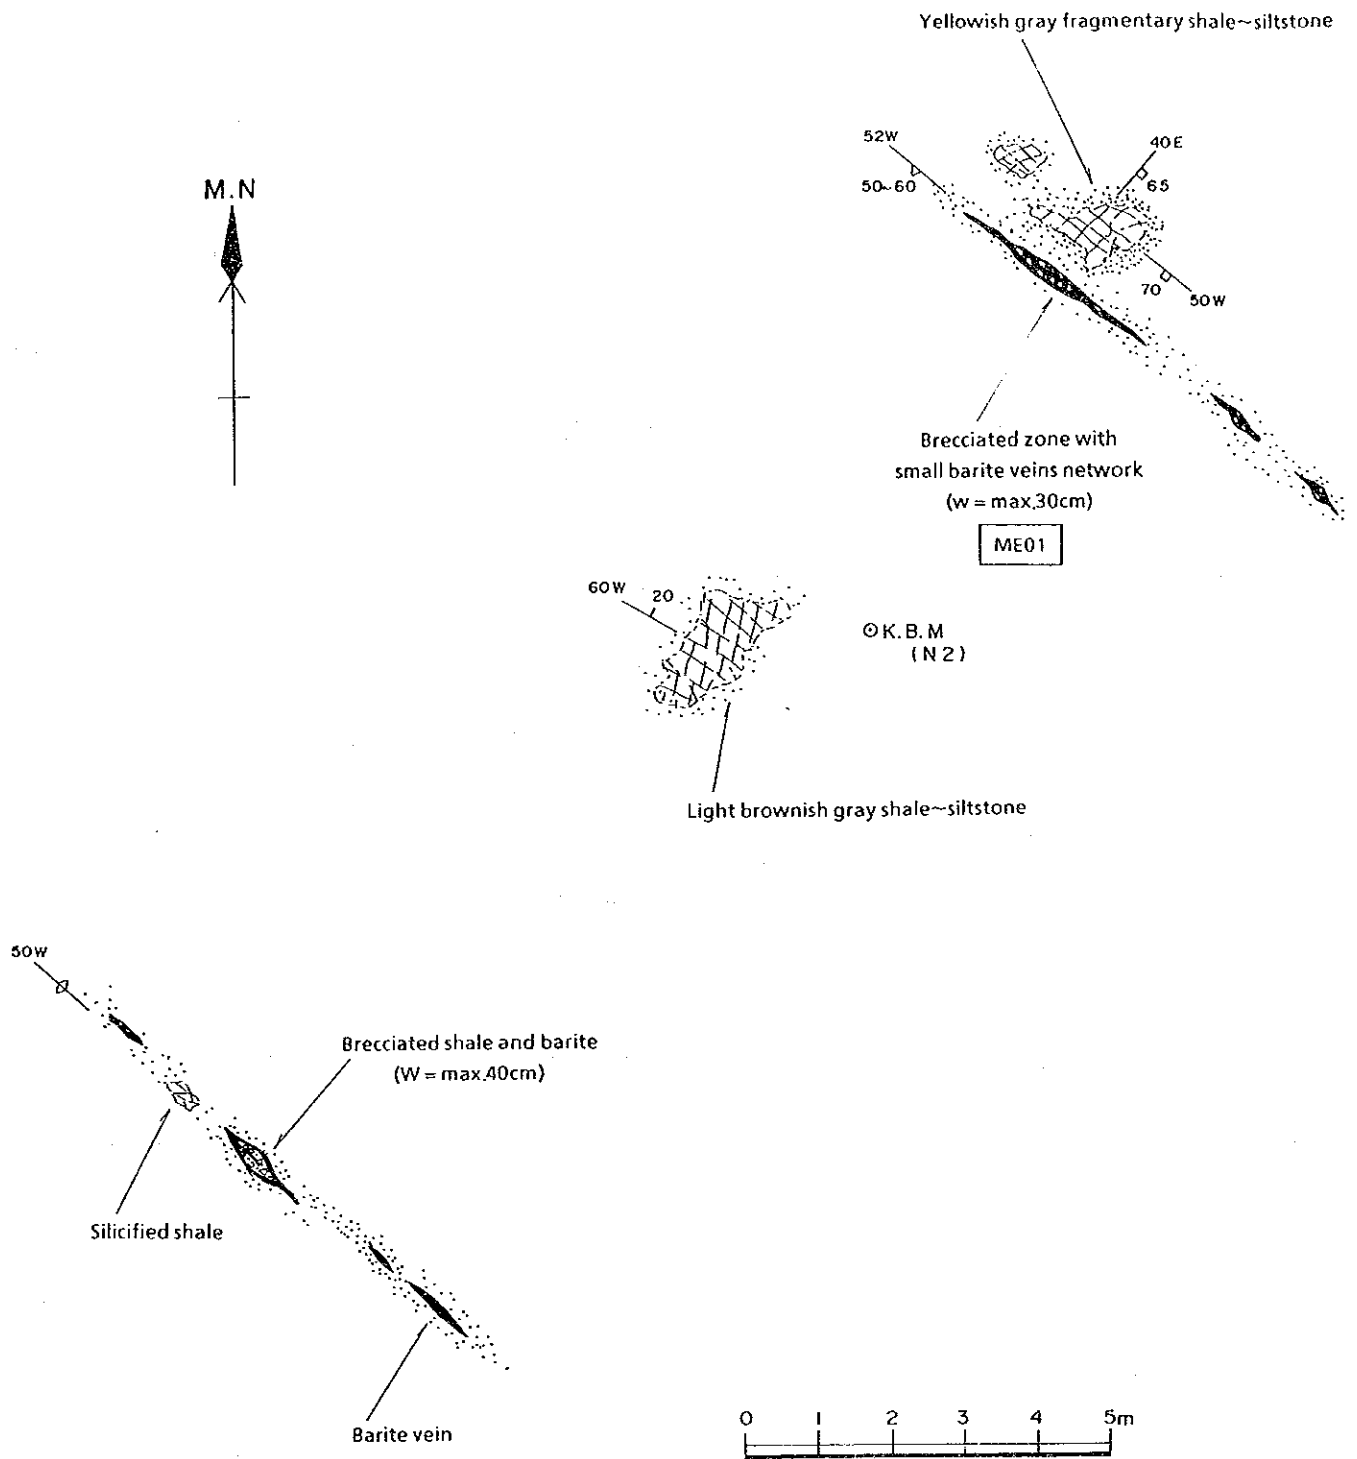 Yellowish gray fragmentary shale~siltstone
52W
40E
50~60
65
M.N
70
50W
Brecciated zone with
small barite veins network
(w = max.30cm)
ME01
60W
20
K.B.M
(N2)
Light brownish gray shale~siltstone
50W
Brecciated shale and barite
(W = max.40cm)
Silicified shale
Barite vein
0 1 2 3 4 5m